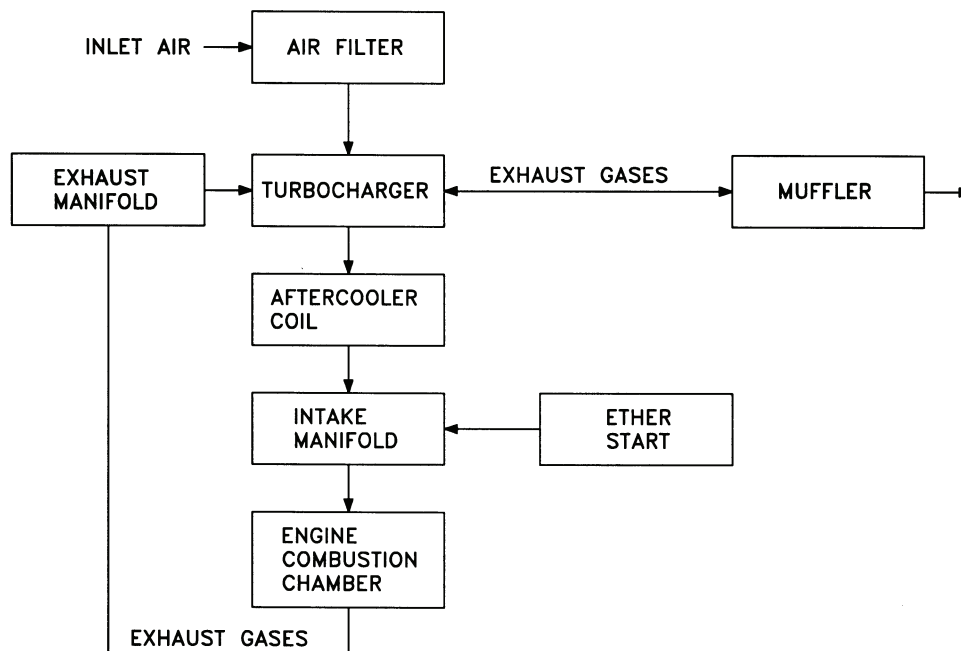 INLET AIR
AIR FILTER
EXHAUST
MANIFOLD
TURBOCHARGER
EXHAUST GASES
MUFFLER
AFTERCOOLER
COIL
INTAKE
MANIFOLD
ETHER
START
ENGINE
COMBUSTION
CHAMBER
EXHAUST GASES